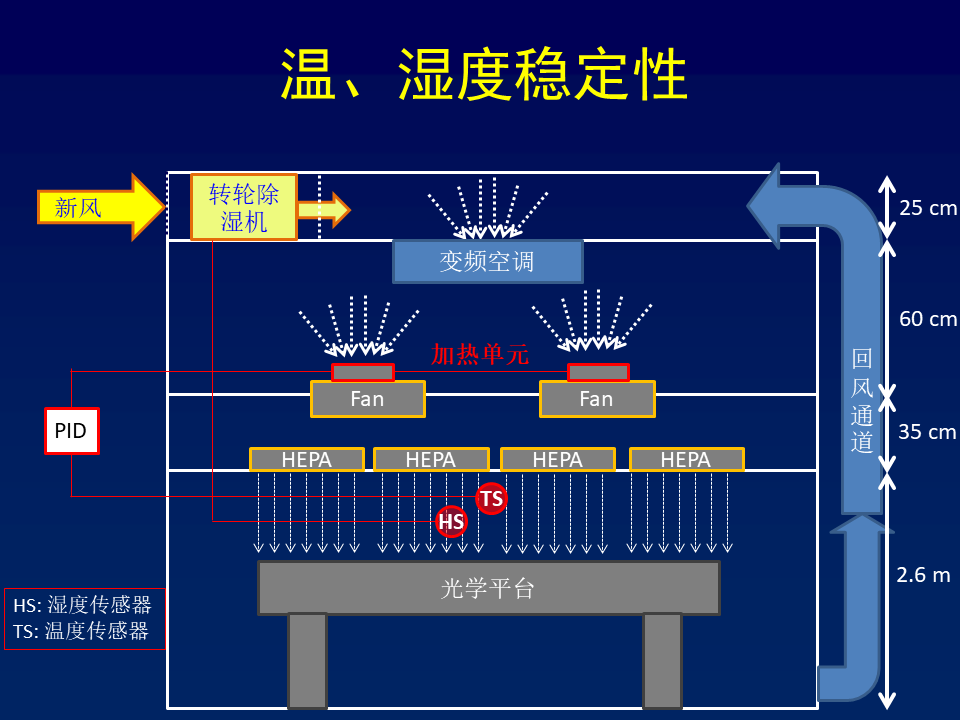 温、湿度稳定性
新风
转轮除
湿机
25 cm
变频空调
60 cm
加热单元
Fan
Fan
回
风
通
道
PID
35 cm
HEPA
HEPA
HEPA
HEPA
TS
HS
2.6 m
光学平台
HS: 湿度传感器
TS: 温度传感器